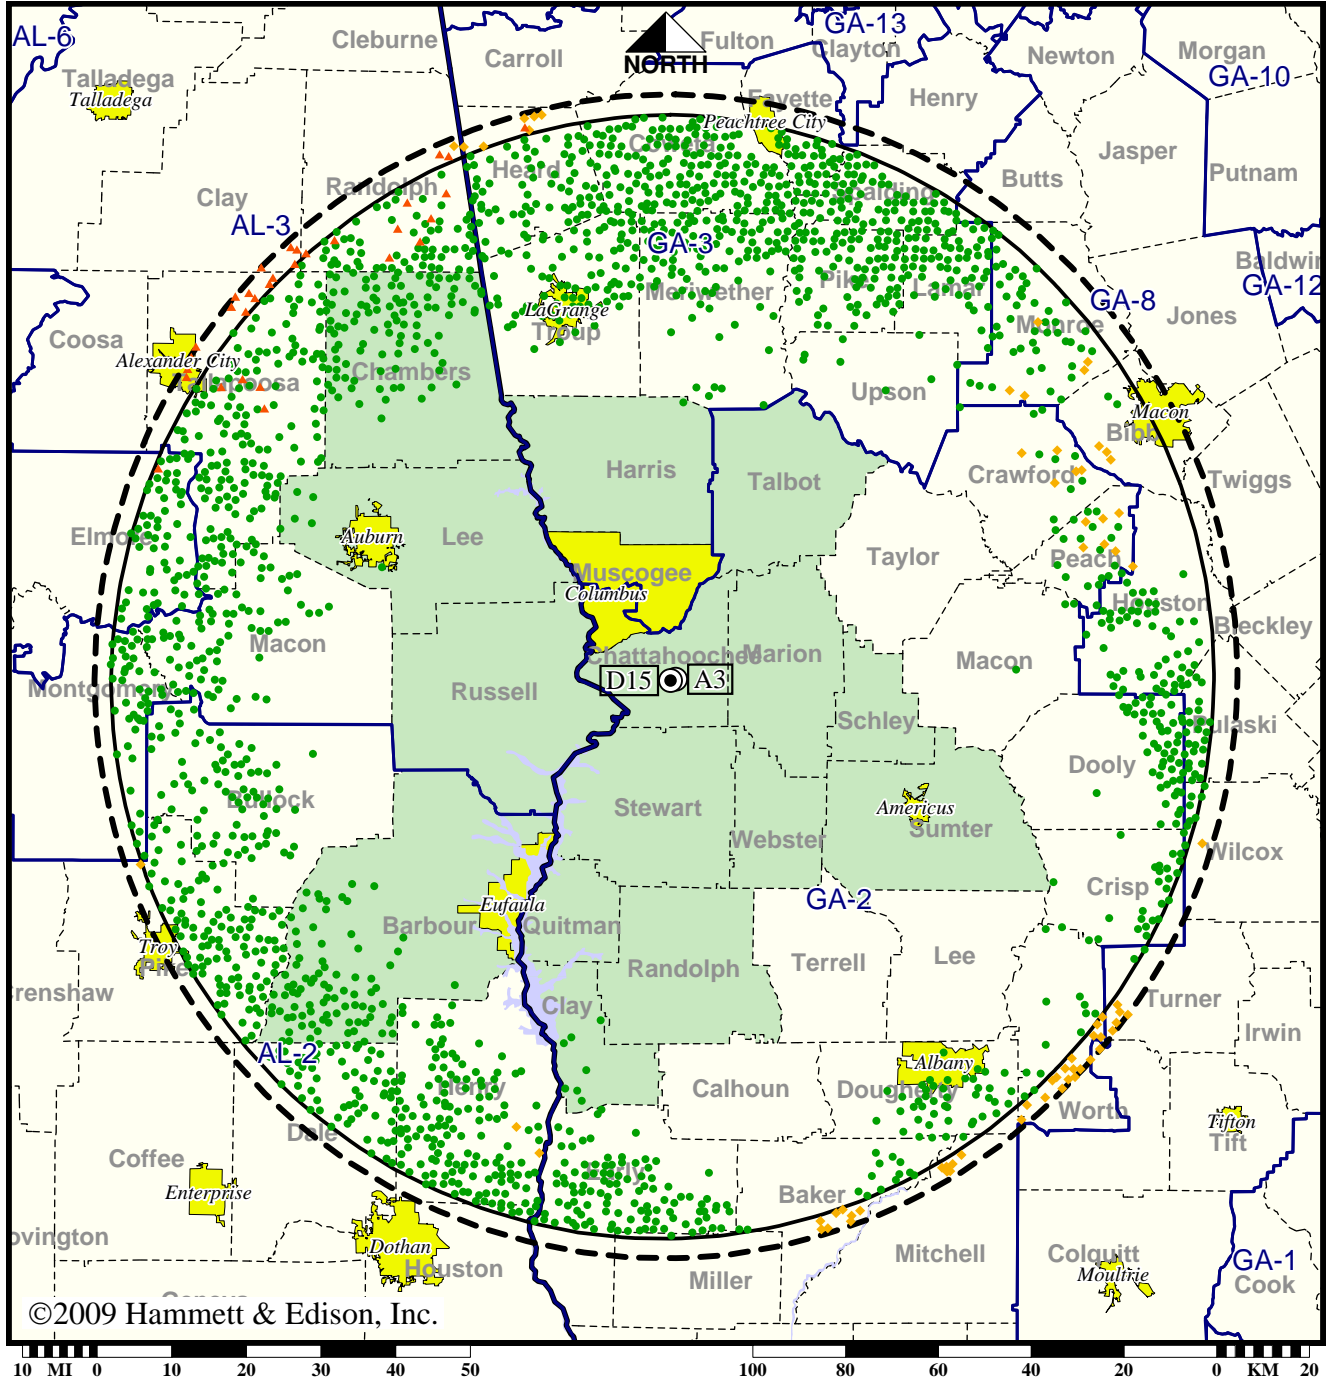 AL-6
Cleburne
Carroll
Fulton
GA-13
Clayton
Newton
Morgan
GA-10
NORTH
Talladega
Talladega
Fayette
Henry
Peachtree City
Coweta
Jasper
Putnam
Heard
Butts
Randolph
Spalding
Clay
AL-3
GA-3
Baldwin
GA-12
Meriwether
Pike
Lamar
GA-8
LaGrange
Troup
Monroe
Jones
Coosa
Alexander City
Tallapoosa
Chambers
Upson
Macon
Bibb
Harris
Talbot
Crawford
Twiggs
Elmore
Auburn
Lee
Taylor
Peach
Muscogee
Columbus
Houston
Bleckley
Macon
Chattahoochee
Marion
Macon
Montgomery
Russell
D15
A3
Schley
Pulaski
Dooly
Bullock
Stewart
Americus
Sumter
Webster
Wilcox
Crisp
GA-2
Eufaula
Barbour
Quitman
Troy
Pike
Randolph
Terrell
Lee
Crenshaw
Clay
Turner
Irwin
AL-2
Albany
Henry
Calhoun
Dougherty
Worth
Dale
Tifton
Tift
Coffee
Early
Enterprise
Baker
Covington
Dothan
Houston
Mitchell
Colquitt
Moultrie
GA-1
Cook
Miller
Geneva
©2009 Hammett & Edison, Inc.
10 MI 0 10 20 30 40 50 100 80 60 40 20 0 KM 20